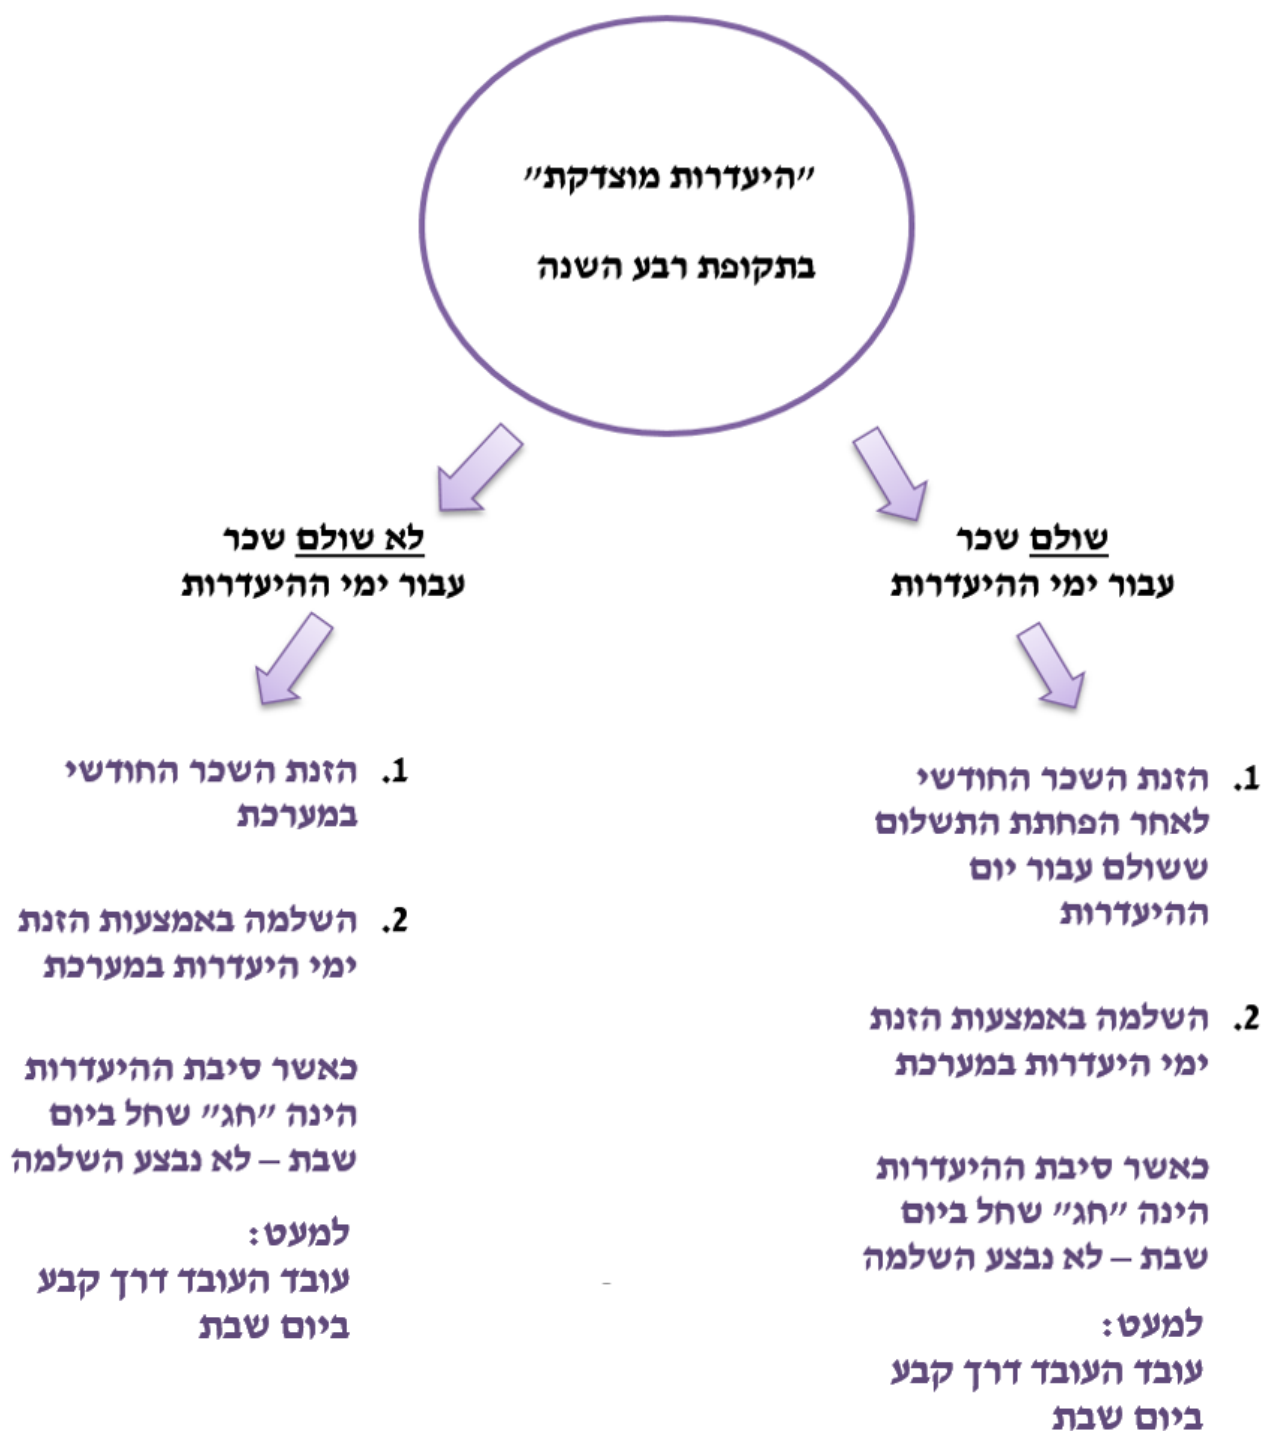 "היעדרות מוצדקת"
בתקופת רבע השנה
שולם שכר
עבור ימי ההיעדרות
1. הזנת השכר החודשי
לאחר הפחתת התשלום
ששולם עבור יום
ההיעדרות
2. השלמה באמצעות הזנת
ימי היעדרות במערכת
כאשר סיבת ההיעדרות
הינה "חג" שחל ביום
שבת – לא נבצע השלמה
למעט:
עובד העובד דרך קבע
ביום שבת
לא שולם שכר
עבור ימי ההיעדרות
1. הזנת השכר החודשי
במערכת
2. השלמה באמצעות הזנת
ימי היעדרות במערכת
כאשר סיבת ההיעדרות
הינה "חג" שחל ביום
שבת – לא נבצע השלמה
למעט:
עובד העובד דרך קבע
ביום שבת